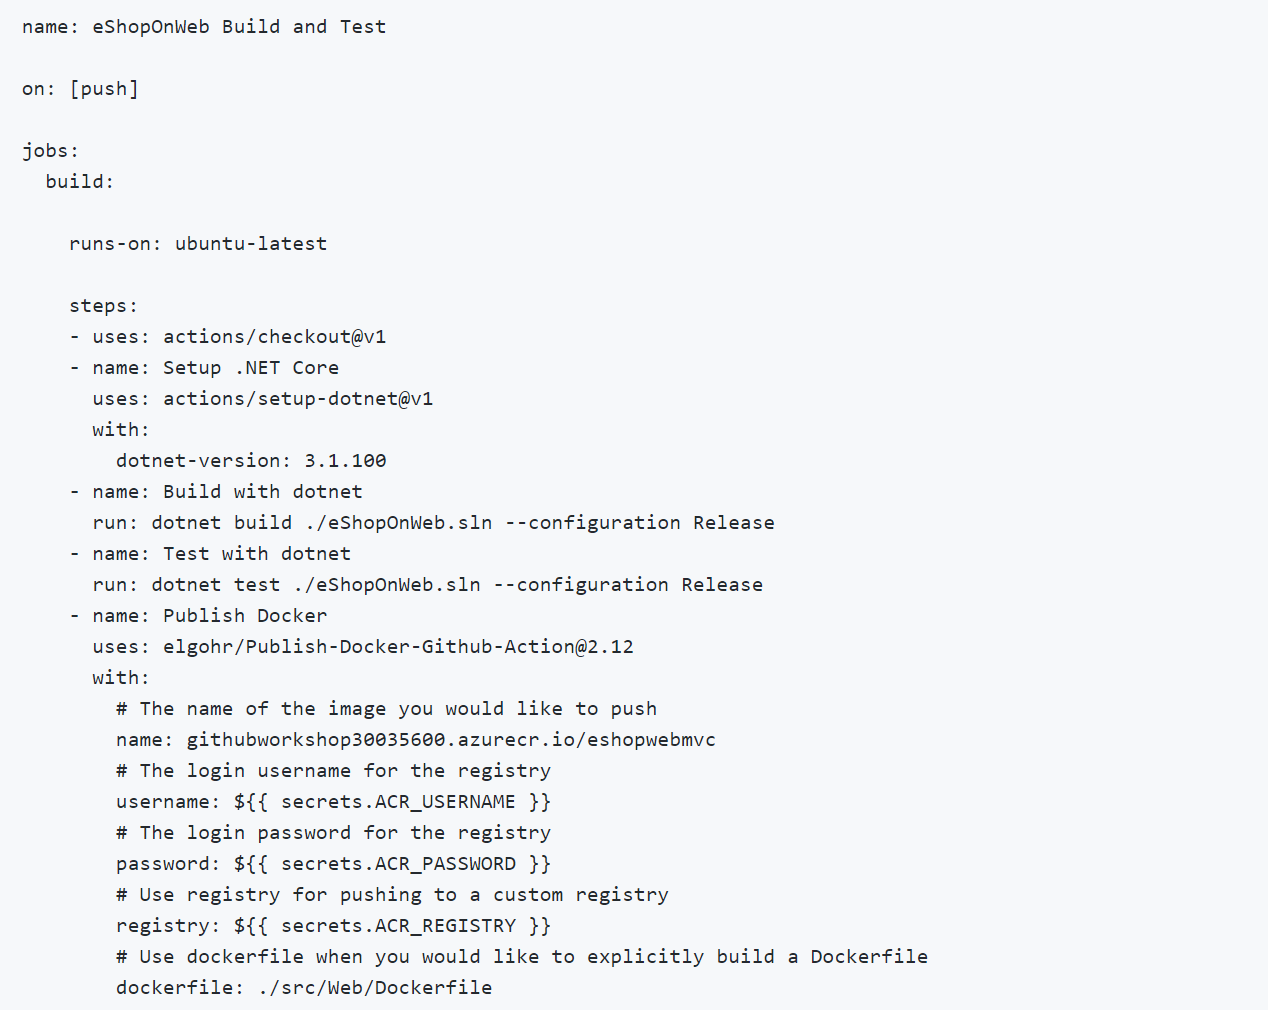 name: eShopOnWeb Build and Test
on: [push]
jobs:
  build:
    runs-on: ubuntu-latest
    steps:
    - uses: actions/checkout@v1
    - name: Setup .NET Core
      uses: actions/setup-dotnet@v1
      with:
        dotnet-version: 3.1.100
    - name: Build with dotnet
      run: dotnet build ./eShopOnWeb.sln --configuration Release
    - name: Test with dotnet
      run: dotnet test ./eShopOnWeb.sln --configuration Release
    - name: Publish Docker
      uses: elgohr/Publish-Docker-Github-Action@2.12
      with:
        # The name of the image you would like to push
        name: githubworkshop30035600.azurecr.io/eshopwebmvc
        # The login username for the registry
        username: ${{ secrets.ACR_USERNAME }}
        # The login password for the registry
        password: ${{ secrets.ACR_PASSWORD }}
        # Use registry for pushing to a custom registry
        registry: ${{ secrets.ACR_REGISTRY }}
        # Use dockerfile when you would like to explicitly build a Dockerfile
        dockerfile: ./src/Web/Dockerfile